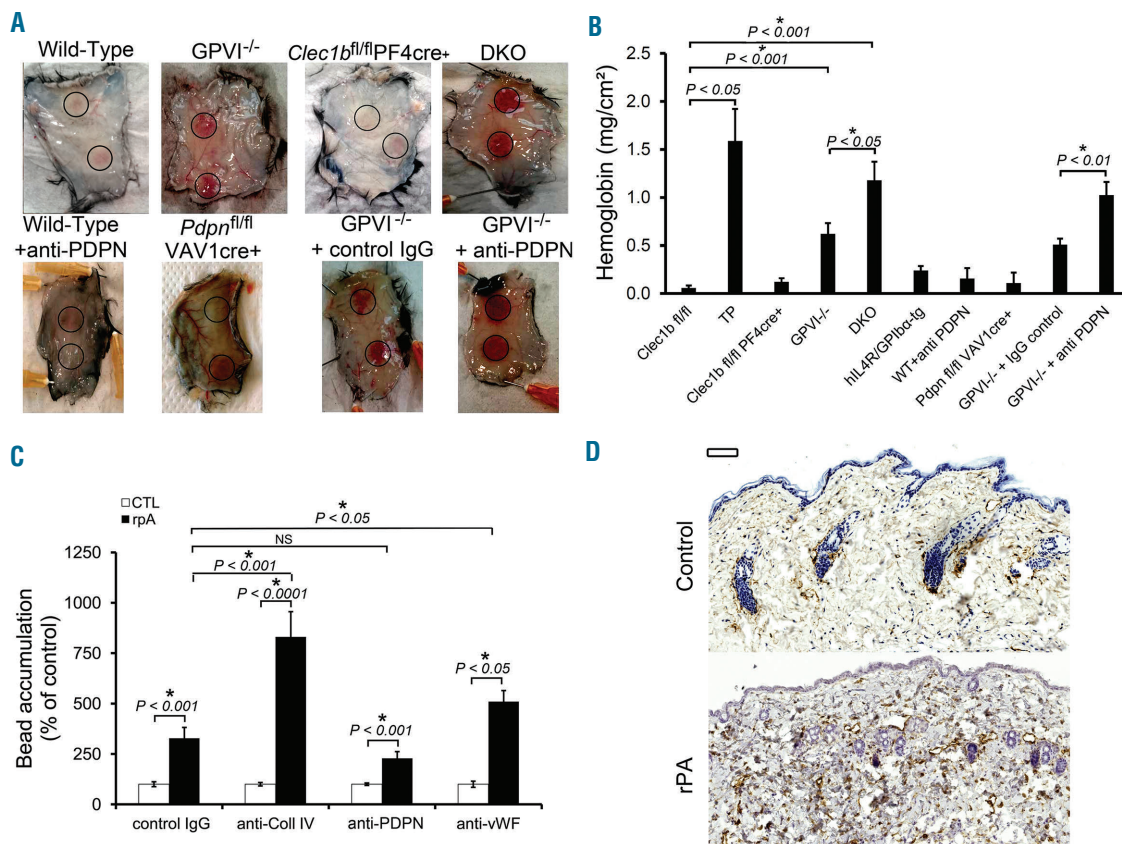 A
Wild-Type
GPVI-/-
Clec1bfl/flPF4cre+
DKO
Wild-Type
+anti-PDPN
Pdpnfl/fl
VAV1cre+
GPVI-/-
+ control IgG
GPVI-/-
+ anti-PDPN
B
*
P < 0.001
*
P < 0.001
P < 0.05
*
P < 0.05
*
P < 0.01
Hemoglobin (mg/cm²)
2.5
2.0
1.5
1.0
0.5
0.0
Clec1b fl/fl
TP
Clec1b fl/fl PF4cre+
GPVI-/-
DKO
hIL4R/GPIbα-tg
WT+anti PDPN
Pdpn fl/fl VAV1cre+
GPVI-/- + IgG control
GPVI-/- + anti PDPN
C
CTL
rpA
*
P < 0.05
NS
*
P < 0.001
*
P < 0.0001
*
P < 0.001
*
P < 0.001
*
P < 0.05
Bead accumulation
(% of control)
1250
1000
750
500
250
0
control IgG
anti-Coll IV
anti-PDPN
anti-vWF
D
Control
rPA